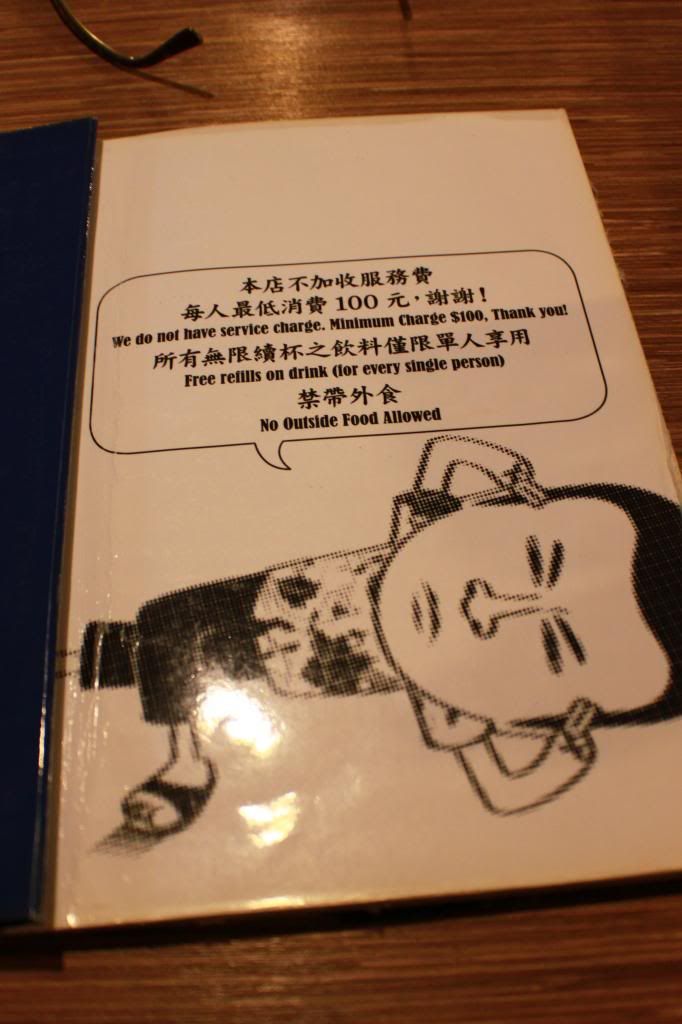 本店不加收服務費
每人最低消費 100 元，謝謝！
We do not have service charge. Minimum Charge $100, Thank you!
所有無限續杯之飲料僅限單人享用
Free refills on drink (for every single person)
禁帶外食
No Outside Food Allowed